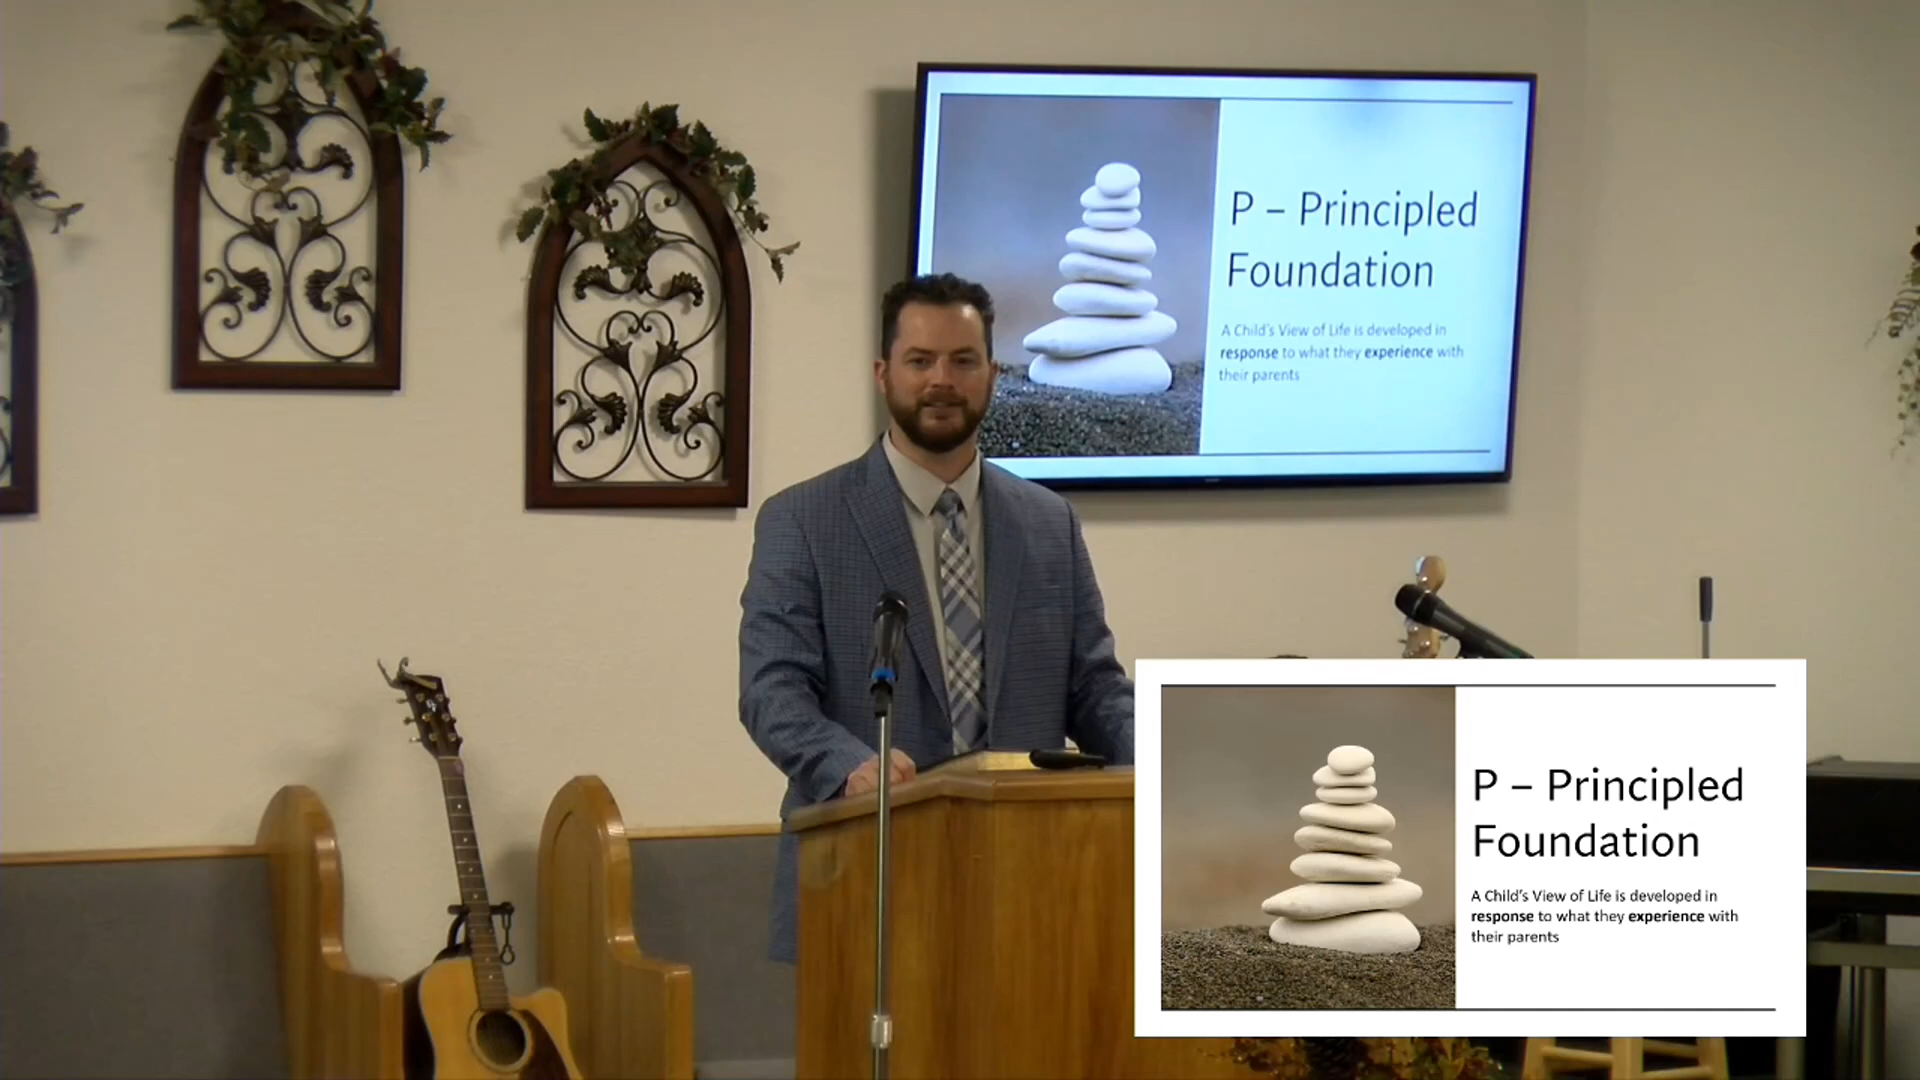 P – Principled
Foundation
A Child's View of Life is developed in
response to what they experience with
their parents
P – Principled
Foundation
A Child's View of Life is developed in
response to what they experience with
their parents